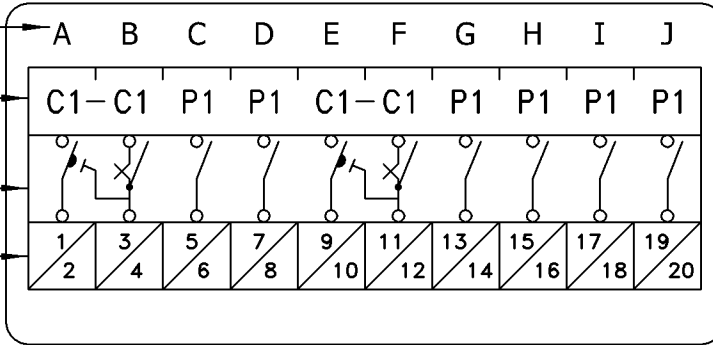 A B C D E F G H I J
C1-C1 P1 P1 C1-C1 P1 P1 P1 P1
1 3 5 7 9 11 13 15 17 19
2 4 6 8 10 12 14 16 18 20